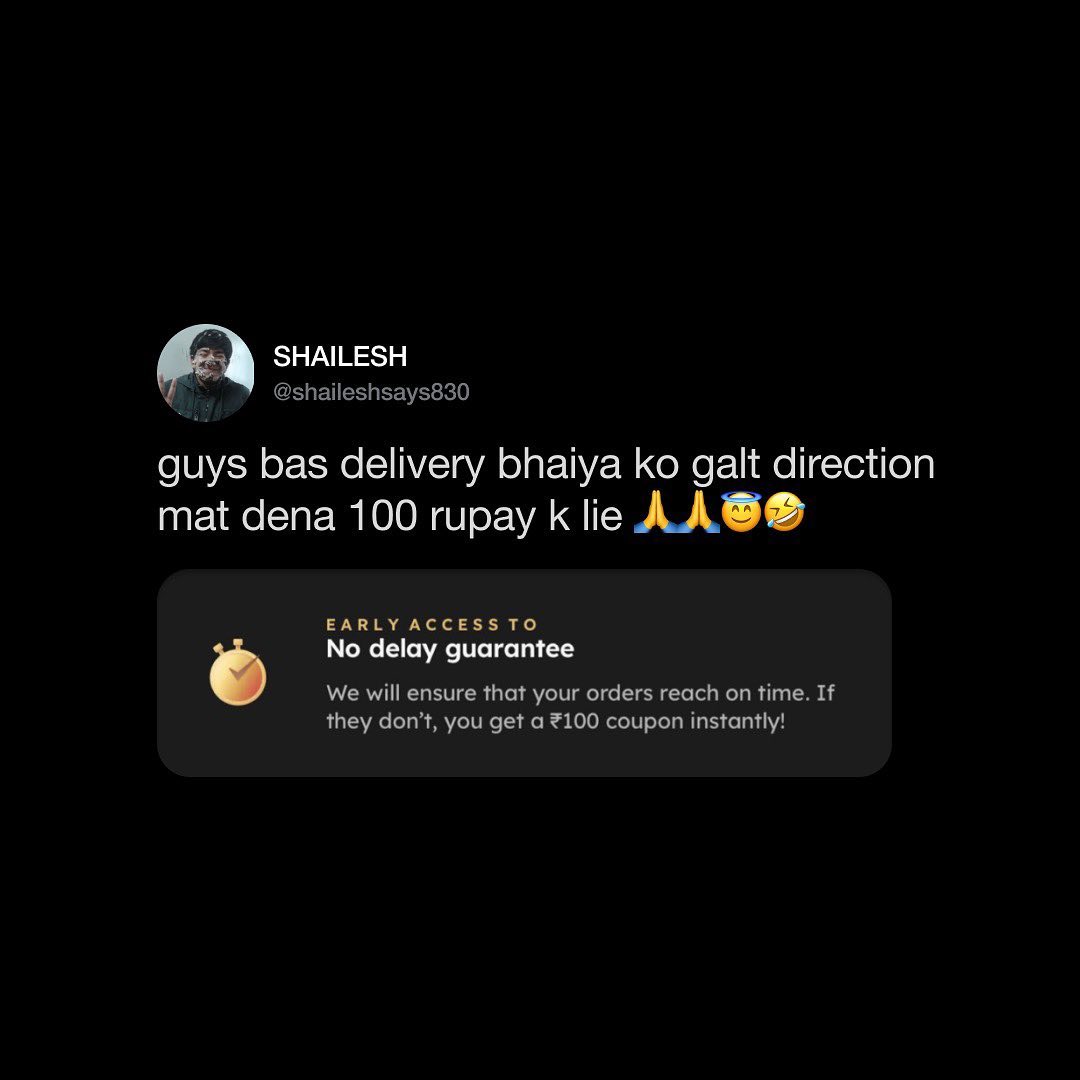 SHAILESH
@shaileshsays830
guys bas delivery bhaiya ko galt direction
mat dena 100 rupay k lie 🙏🙏😇🤣
EARLY ACCESS TO
No delay guarantee
We will ensure that your orders reach on time. If
they don't, you get a ₹100 coupon instantly!